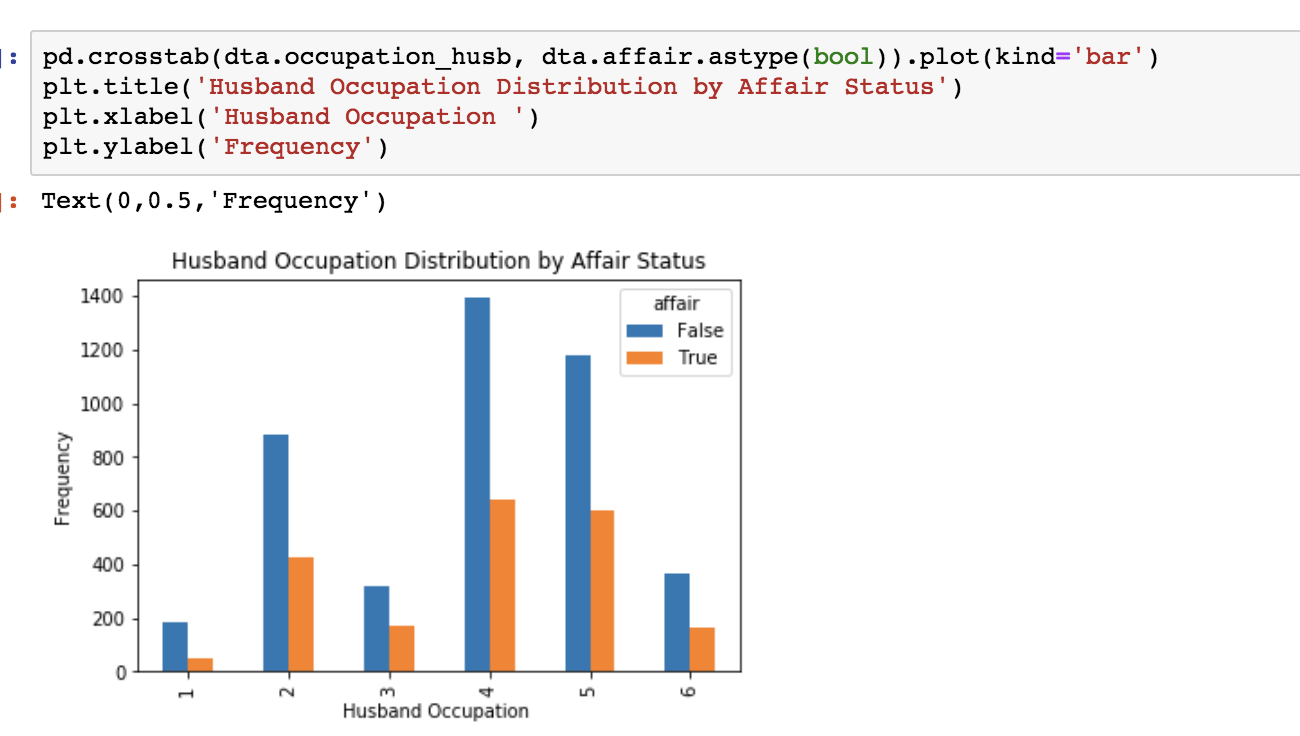 ]: pd.crosstab(dta.occupation_husb, dta.affair.astype(bool)).plot(kind='bar')
plt.title('Husband Occupation Distribution by Affair Status')
plt.xlabel('Husband Occupation ')
plt.ylabel('Frequency')
]: Text(0,0.5,'Frequency')
Husband Occupation Distribution by Affair Status
affair
False
True
1400
1200
1000
800
600
400
200
0
Frequency
1 2 3 4 5 6
Husband Occupation